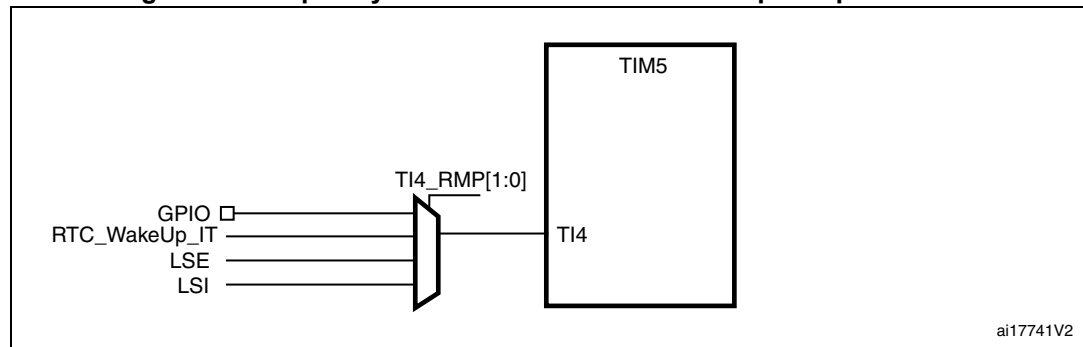 TIM5
TI4_RMP[1:0]
GPIO
RTC_WakeUp_IT
TI4
LSE
LSI
ai17741V2